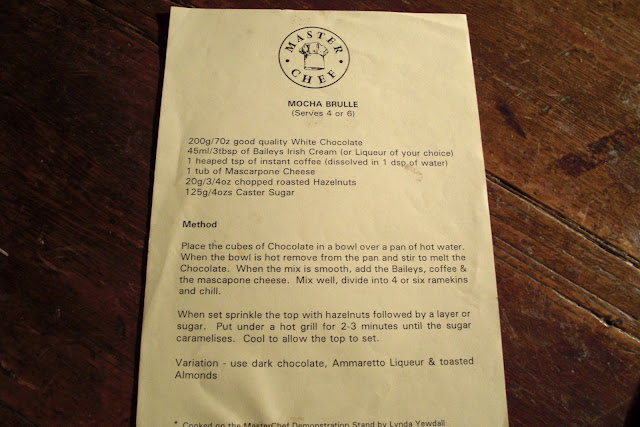 MASTER
CHEF
MOCHA BRULLE
(Serves 4 or 6)
200g/70z good quality White Chocolate
45ml/3tbsp of Baileys Irish Cream (or Liqueur of your choice)
1 heaped tsp of instant coffee (dissolved in 1 dsp of water)
1 tub of Mascarpone Cheese
20g/3/4oz chopped roasted Hazelnuts
125g/4ozs Caster Sugar
Method
Place the cubes of Chocolate in a bowl over a pan of hot water.
When the bowl is hot remove from the pan and stir to melt the
Chocolate. When the mix is smooth, add the Baileys, coffee &
the mascapone cheese. Mix well, divide into 4 or six ramekins
and chill.
When set sprinkle the top with hazelnuts followed by a layer or
sugar. Put under a hot grill for 2-3 minutes until the sugar
caramelises. Cool to allow the top to set.
Variation - use dark chocolate, Ammaretto Liqueur & toasted
Almonds
* Cooked on the MasterChef Demonstration Stand by Lynda Yewdall